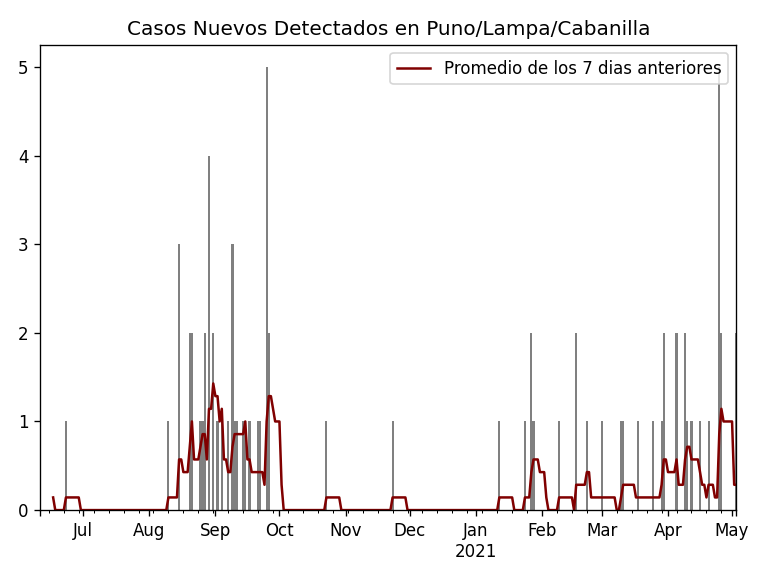 Casos Nuevos Detectados en Puno/Lampa/Cabanilla
Promedio de los 7 dias anteriores
5
4
3
2
1
0
Jul Aug Sep Oct Nov Dec Jan Feb Mar Apr May
2021